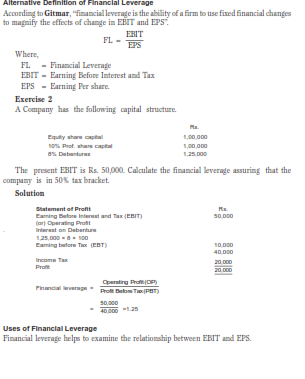 Alternative Definition of Financial Leverage
According to Gitmar, "financial leverage is the ability of a firm to use fixed financial changes
to magnify the effects of change in EBIT and EPS".
FL = EBIT
EPS
Where,
FL = Financial Leverage
EBIT = Earning Before Interest and Tax
EPS = Earning Per share.
Exercise 2
A Company has the following capital structure.
Rs.
Equity share capital 1,00,000
10% Prof. share capital 1,00,000
8% Debentures 1,25,000
The present EBIT is Rs. 50,000. Calculate the financial leverage assuring that the
company is in 50% tax bracket.
Solution
Statement of Profit Rs.
Earning Before Interest and Tax (EBIT) 50,000
(or) Operating Profit
Interest on Debenture
1,25,000 × 8 ÷ 100 10,000
Earning before Tax (EBT) 40,000
Income Tax 20,000
Profit 20,000
Financial leverage = Operating Profit (OP)
Profit Before Tax (PBT)
= 50,000
40,000 =1.25
Uses of Financial Leverage
Financial leverage helps to examine the relationship between EBIT and EPS.